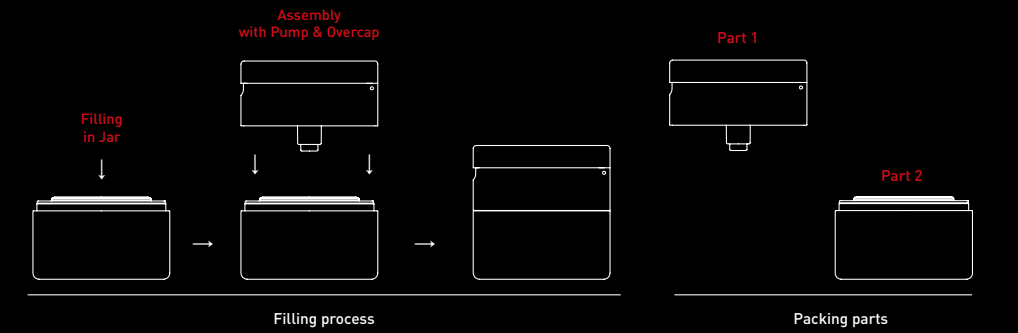 Filling
in Jar
Assembly
with Pump & Overcap
Filling process
Part 1
Part 2
Packing parts